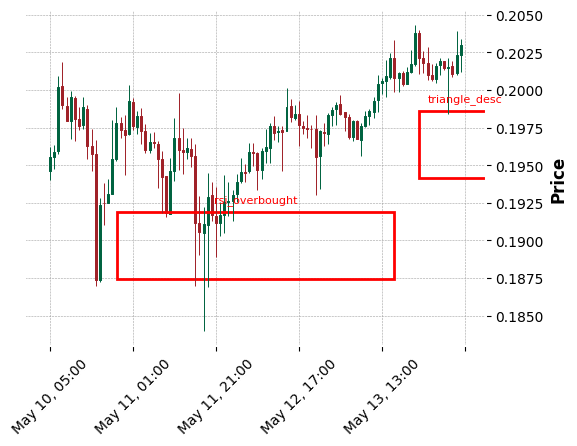 0.2050
0.2025
0.2000
triangle_desc
0.1975
0.1950
Price
0.1925
rsi_overbought
0.1900
0.1875
0.1850
May 10, 05:00
May 11, 01:00
May 11, 21:00
May 12, 17:00
May 13, 13:00